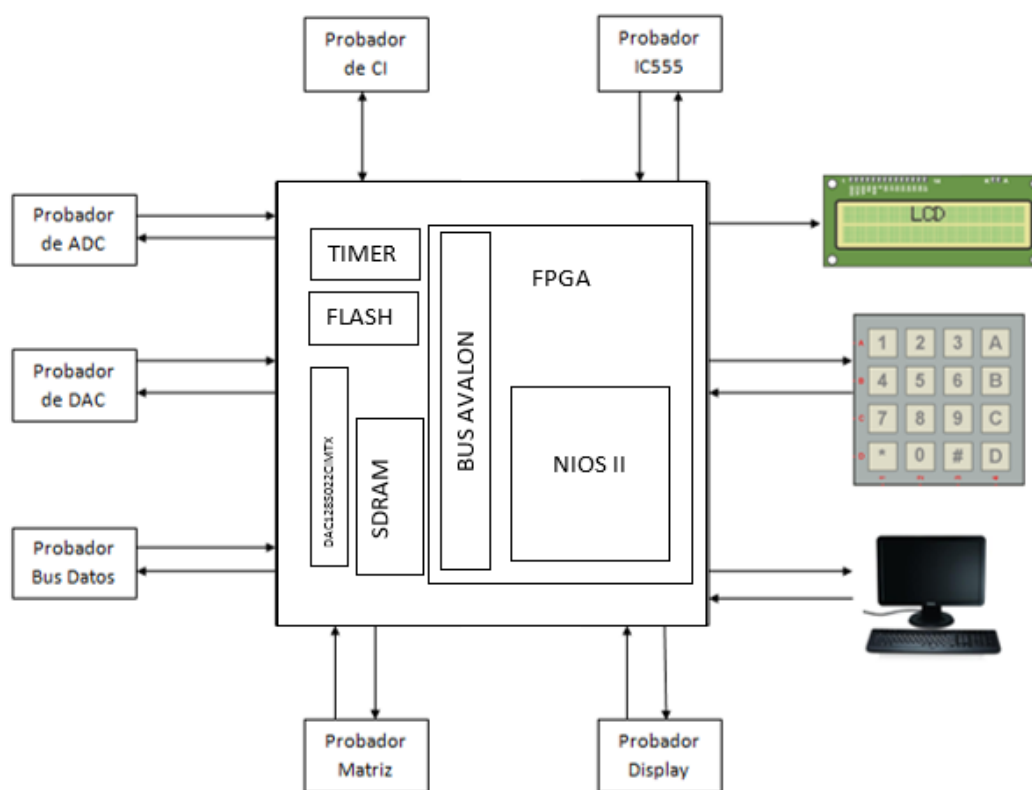 Probador
de CI
Probador
IC555
Probador
de ADC
TIMER
FLASH
BUS AVALON
FPGA
LCD
Probador
de DAC
DAC128S022CIMTX
SDRAM
NIOS II
1 2 3 A
4 5 6 B
7 8 9 C
* 0 # D
A
B
C
D
Probador
Bus Datos
Probador
Matriz
Probador
Display